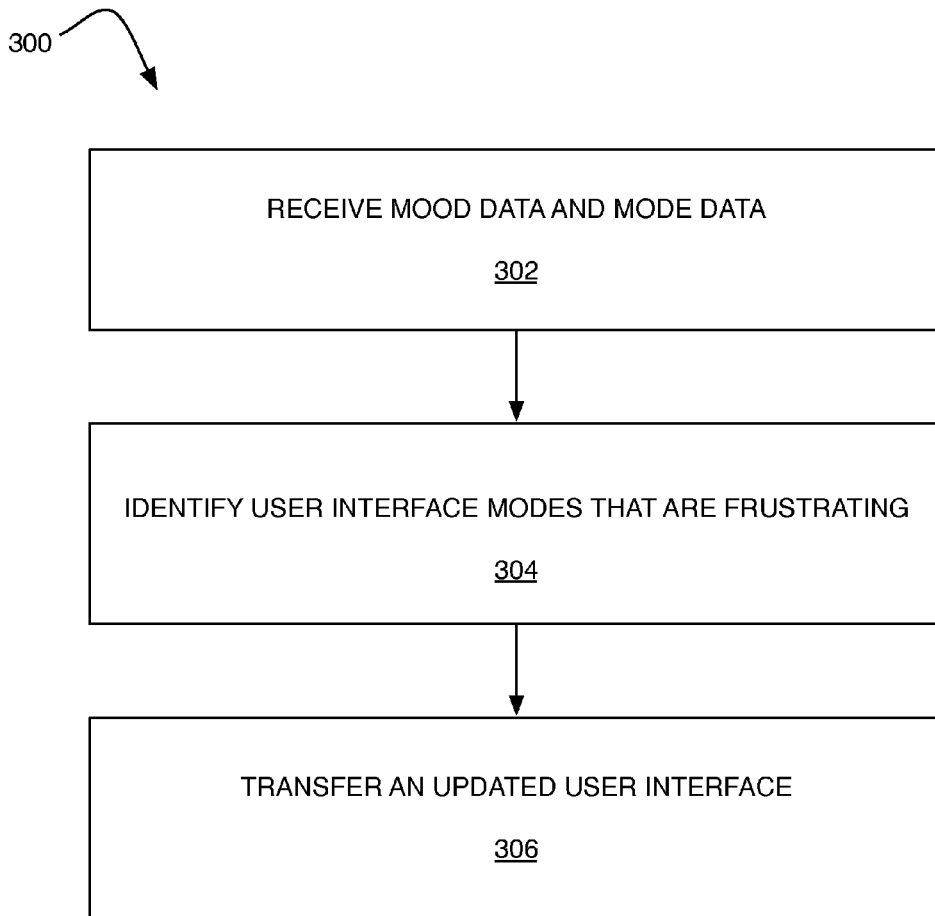 300
RECEIVE MOOD DATA AND MODE DATA
302
IDENTIFY USER INTERFACE MODES THAT ARE FRUSTRATING
304
TRANSFER AN UPDATED USER INTERFACE
306